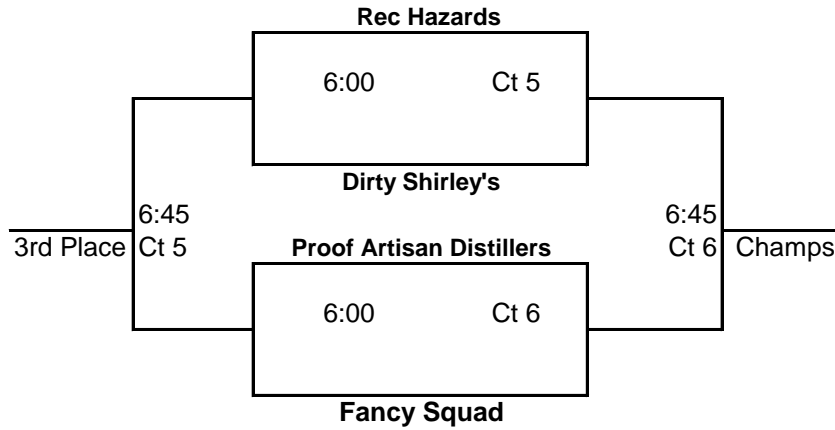 Rec Hazards
6:00 Ct 5
Dirty Shirley's
6:45 6:45
3rd Place Ct 5 Proof Artisan Distillers Ct 6 Champs
6:00 Ct 6
Fancy Squad